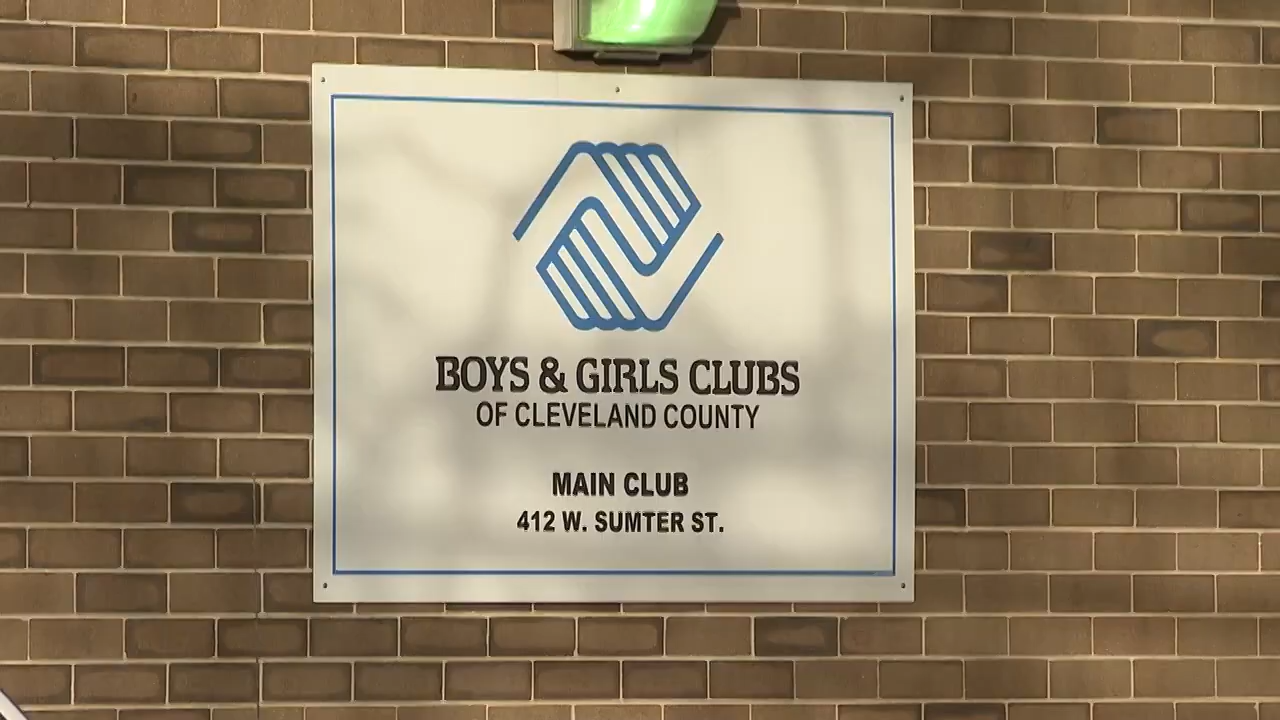 BOYS & GIRLS CLUBS
OF CLEVELAND COUNTY
MAIN CLUB
412 W. SUMTER ST.